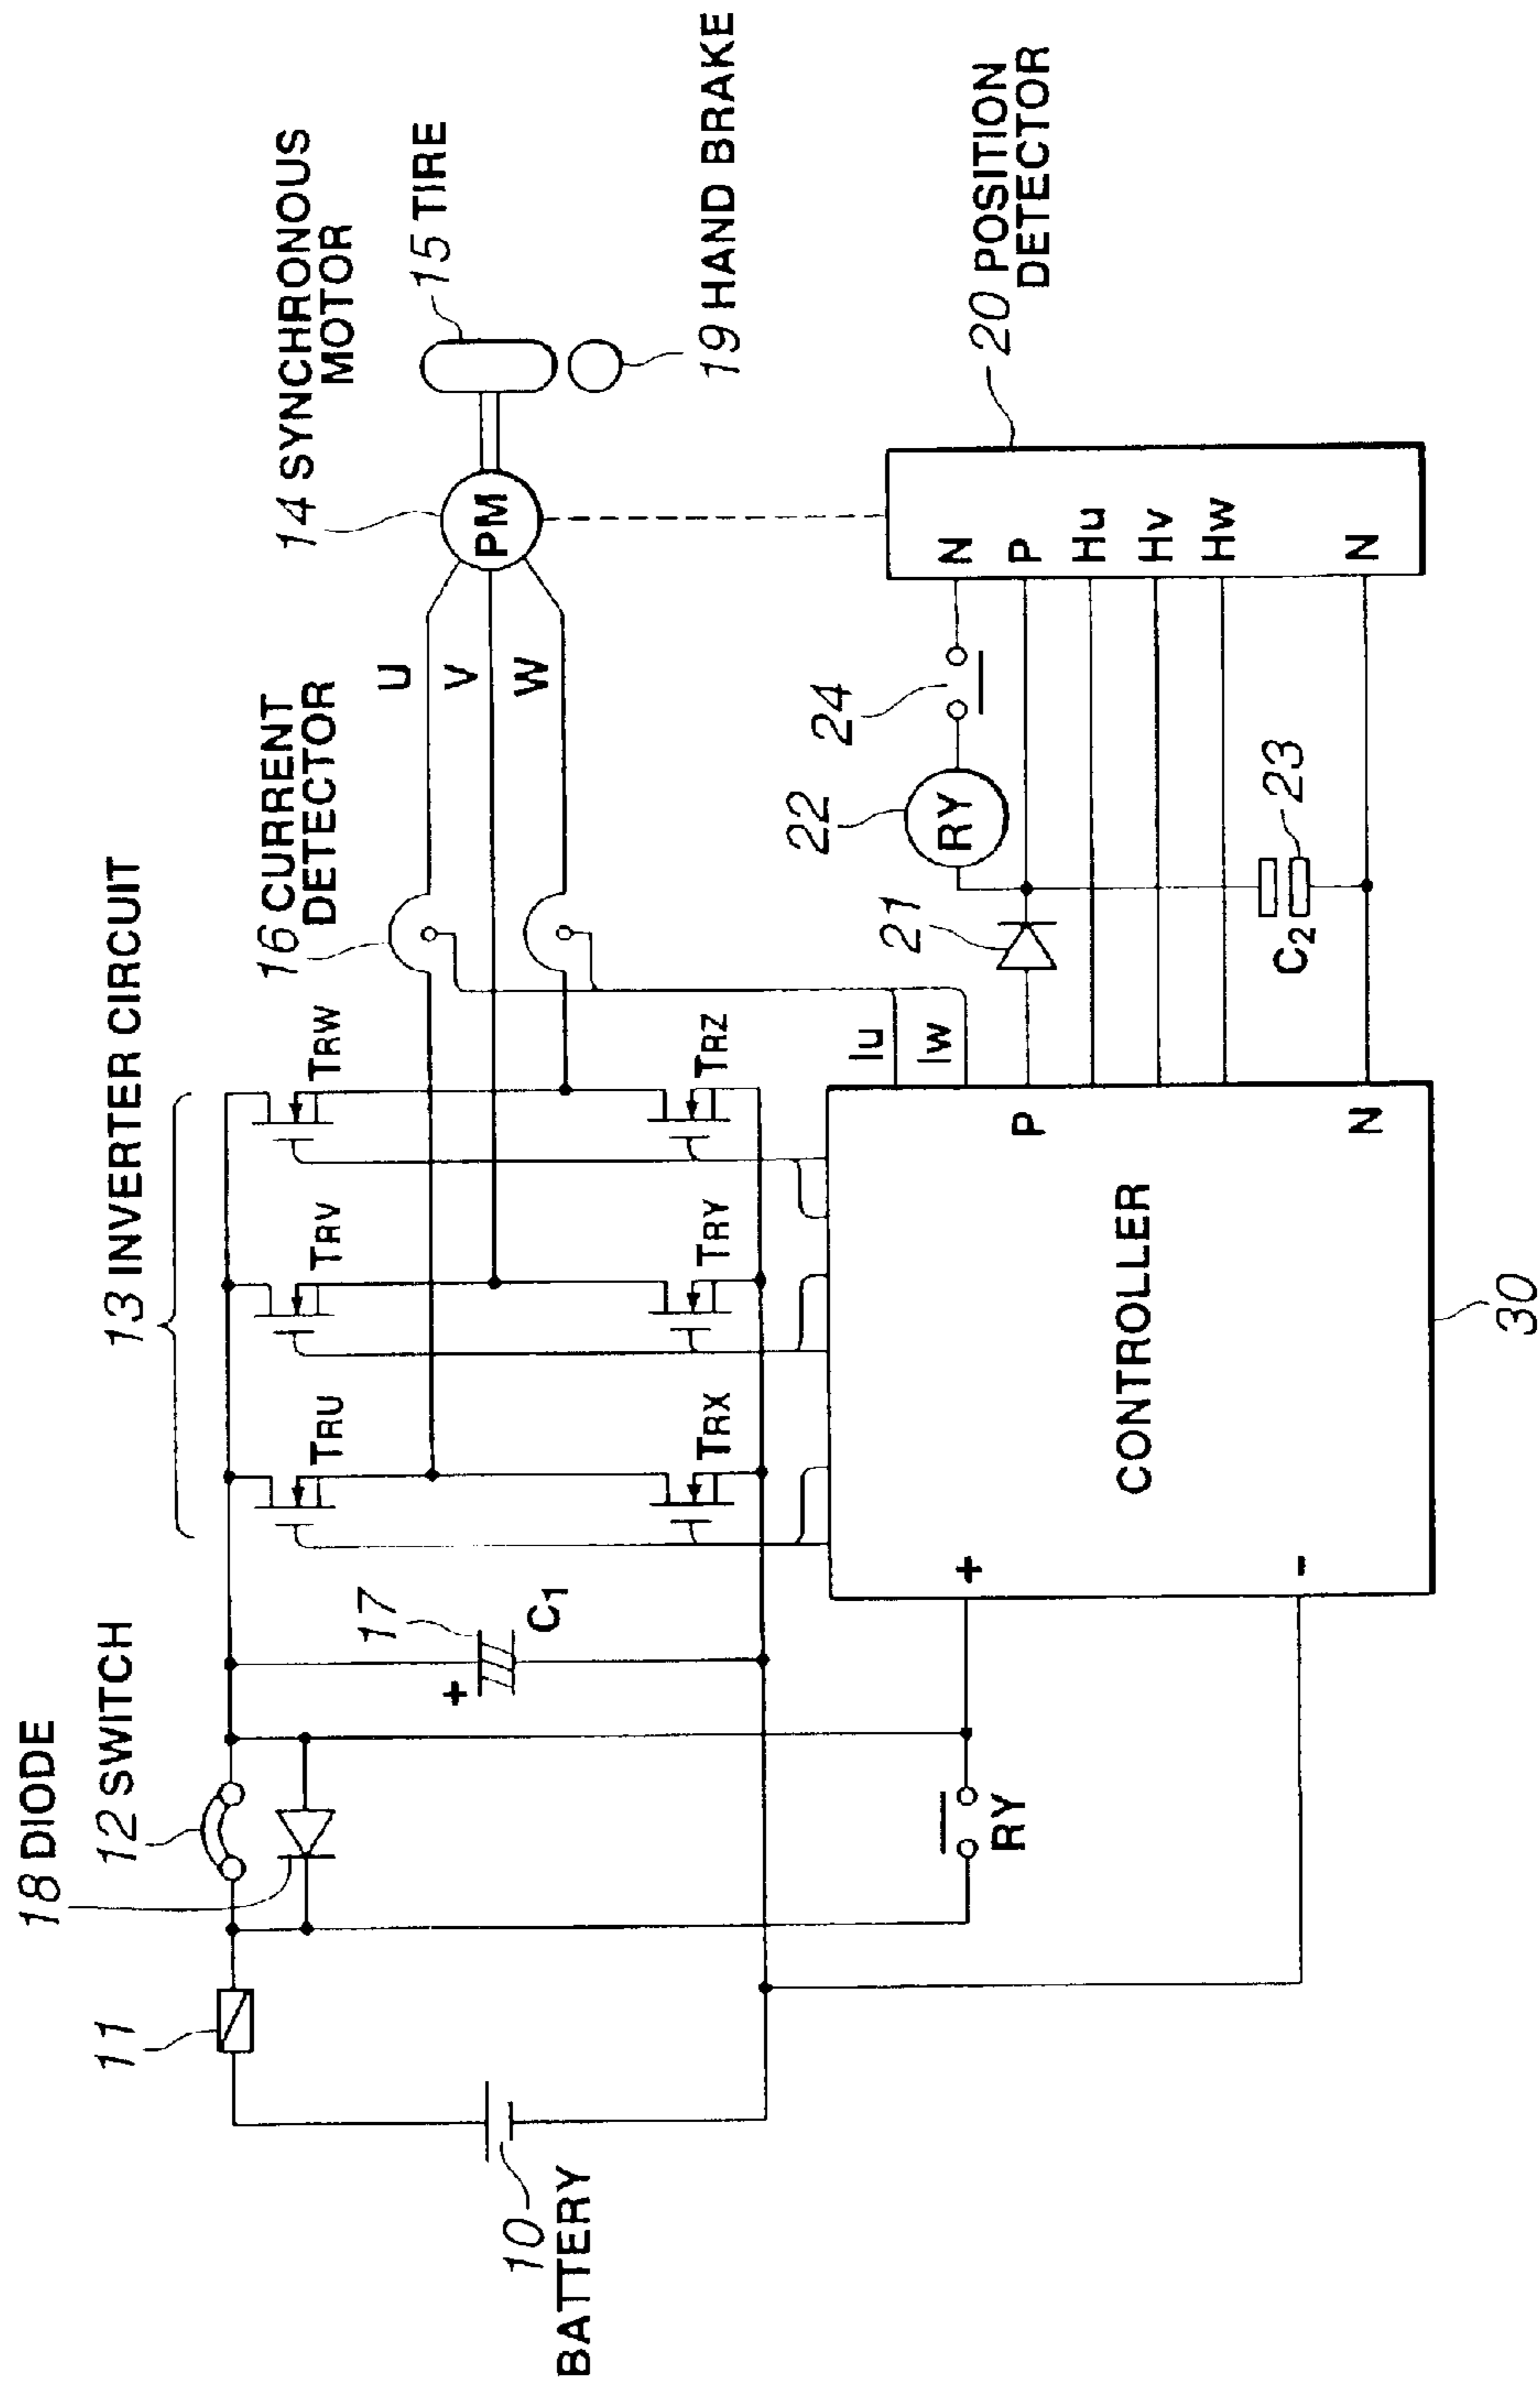 18 DIODE
12 SWITCH
11
10
BATTERY
17
+
C1
13 INVERTER CIRCUIT
TRU
TRV
TRW
TRX
TRY
TRZ
16 CURRENT
DETECTOR
U
V
W
14 SYNCHRONOUS
MOTOR
PM
15 TIRE
19 HAND BRAKE
RY
+
-
CONTROLLER
30
Iu
Iw
P
N
21
22
RY
24
C2
23
20 POSITION
DETECTOR
N
P
Hu
Hv
Hw
N